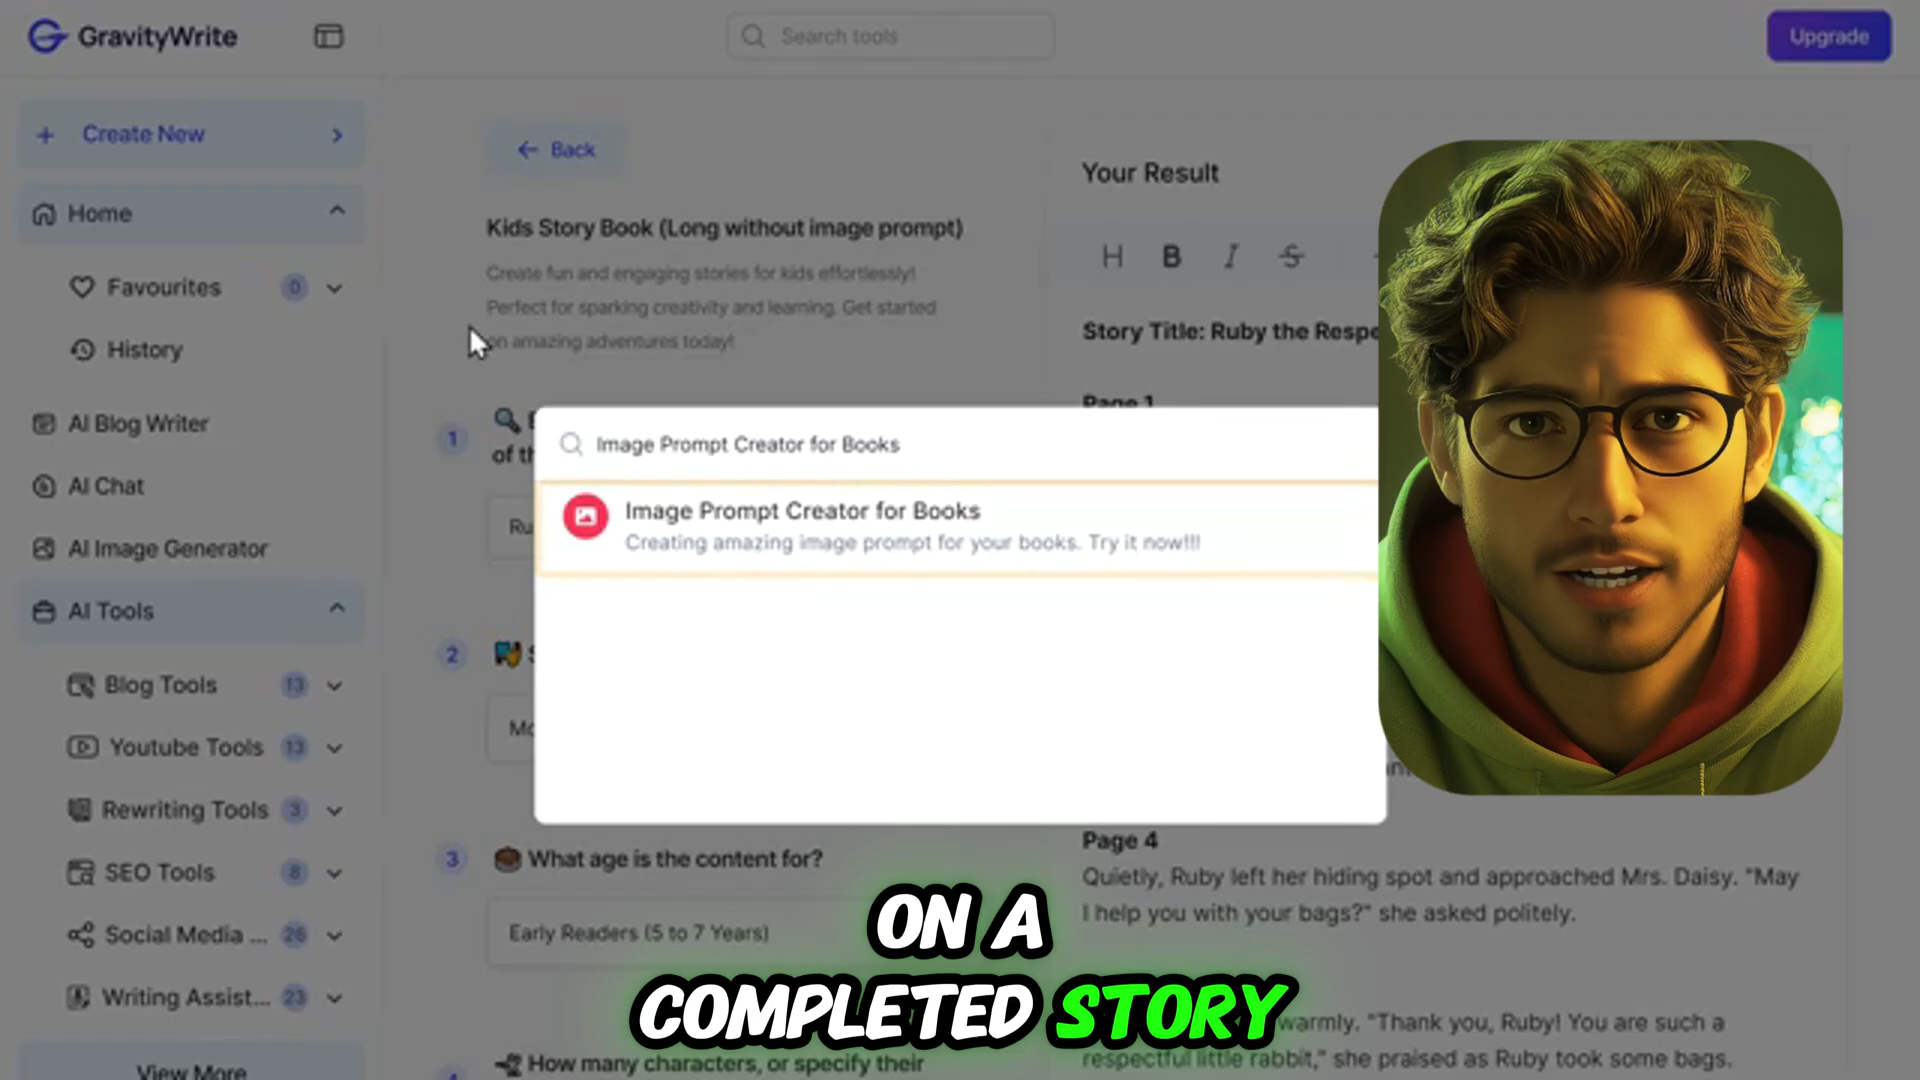 GravityWrite
Search tools
Upgrade
Create New
Home
Favourites 0
History
AI Blog Writer
AI Chat
AI Image Generator
AI Tools
Blog Tools 13
Youtube Tools 13
Rewriting Tools 3
SEO Tools 8
Social Media ... 26
Writing Assist... 23
View More
Back
Kids Story Book (Long without image prompt)
Create fun and engaging stories for kids effortlessly!
Perfect for sparking creativity and learning. Get started
on amazing adventures today!
1
of th
Ru
2
Mo
3 What age is the content for?
Early Readers (5 to 7 Years)
How many characters, or specify their
Image Prompt Creator for Books
Image Prompt Creator for Books
Creating amazing image prompt for your books. Try it now!!!
Your Result
H B I S
Story Title: Ruby the Respe
Page 1
Page 4
Quietly, Ruby left her hiding spot and approached Mrs. Daisy. "May
I help you with your bags?" she asked politely.
warmly. "Thank you, Ruby! You are such a
respectful little rabbit," she praised as Ruby took some bags.
ON A
COMPLETED STORY